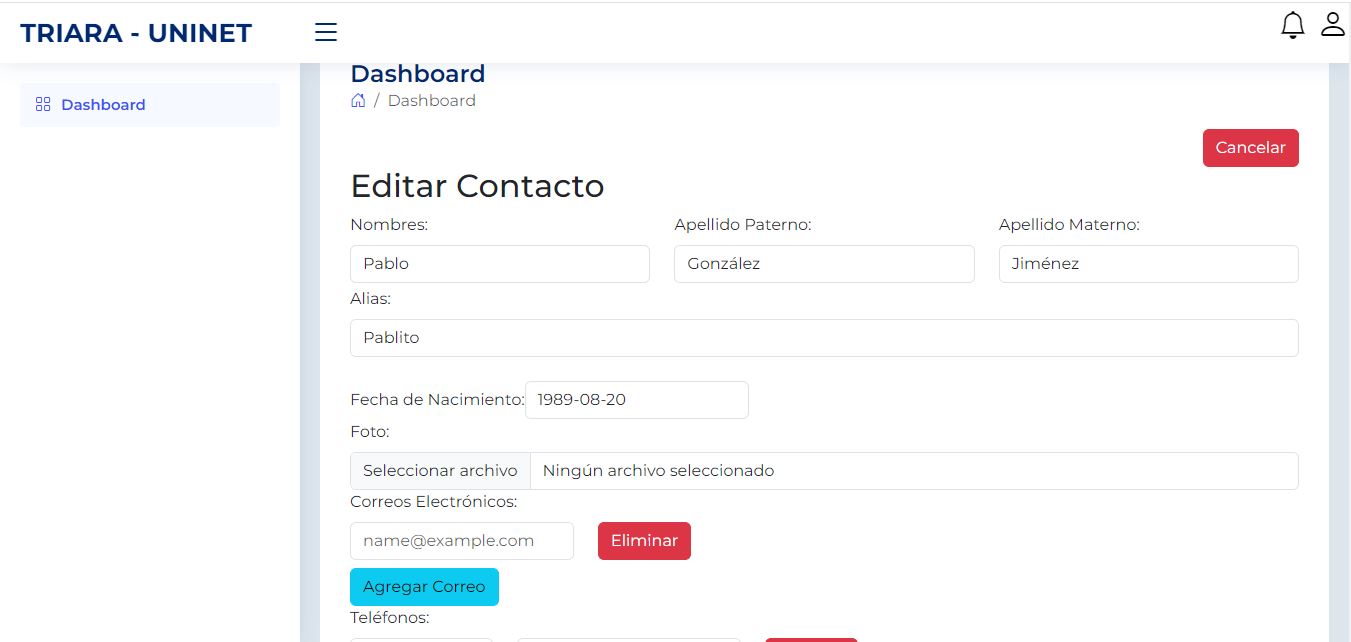 TRIARA - UNINET
Dashboard
Dashboard
/ Dashboard
Cancelar
Editar Contacto
Nombres: Apellido Paterno: Apellido Materno:
Pablo González Jiménez
Alias:
Pablito
Fecha de Nacimiento: 1989-08-20
Foto:
Seleccionar archivo Ningún archivo seleccionado
Correos Electrónicos:
name@example.com Eliminar
Agregar Correo
Teléfonos: